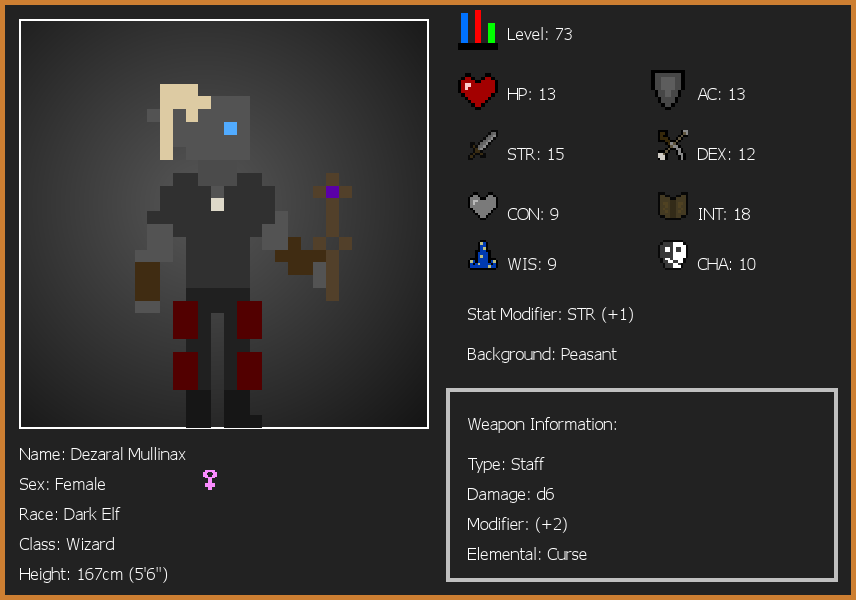 Level: 73
HP: 13
AC: 13
STR: 15
DEX: 12
CON: 9
INT: 18
WIS: 9
CHA: 10
Stat Modifier: STR (+1)
Background: Peasant
Weapon Information:
Type: Staff
Damage: d6
Modifier: (+2)
Elemental: Curse
Name: Dezaral Mullinax
Sex: Female
Race: Dark Elf
Class: Wizard
Height: 167cm (5'6")